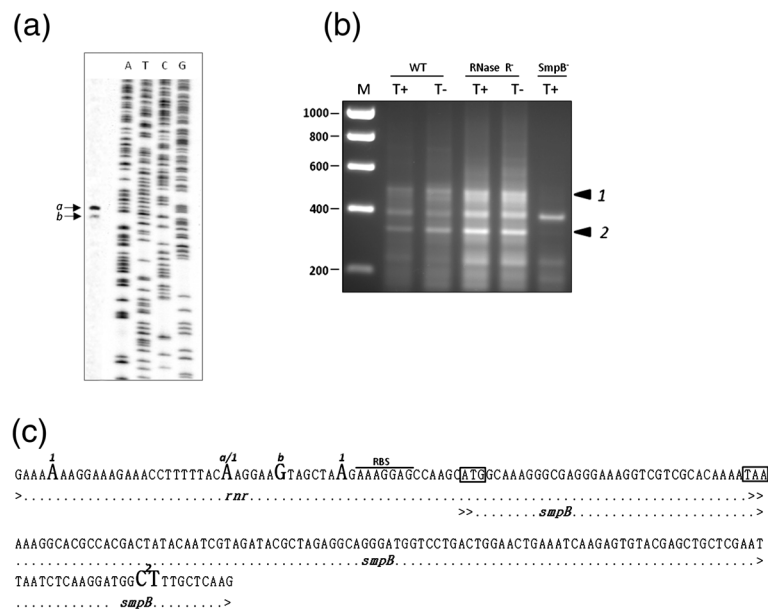 (a)
A T C G
a
b
(b)
WT RNase R- SmpB-
M T+ T- T+ T- T+
1000
800
600
400
200
1
2
(c)
1 a/1 b 1 RBS
GAAAAAAGGAAAGAAACCTTTTTACAAGGAAGTAGCTAAGAAAGGAGCCAAGCATGGCAAAGGGCGAGGGAAAGGTCGTCGCACAAAATAA
>....................rnr....................>>
>>........smpB........>
AAAGGCACGCCACGACTATACAATCGTAGATACGCTAGAGGCAGGGATGGTCCTGACTGGAACTGAAATCAAGAGTGTACGAGCTGCTCGAAT
....................smpB....................>
2
TAATCTCAAGGATGGCTTTGCTCAAG
............smpB........>